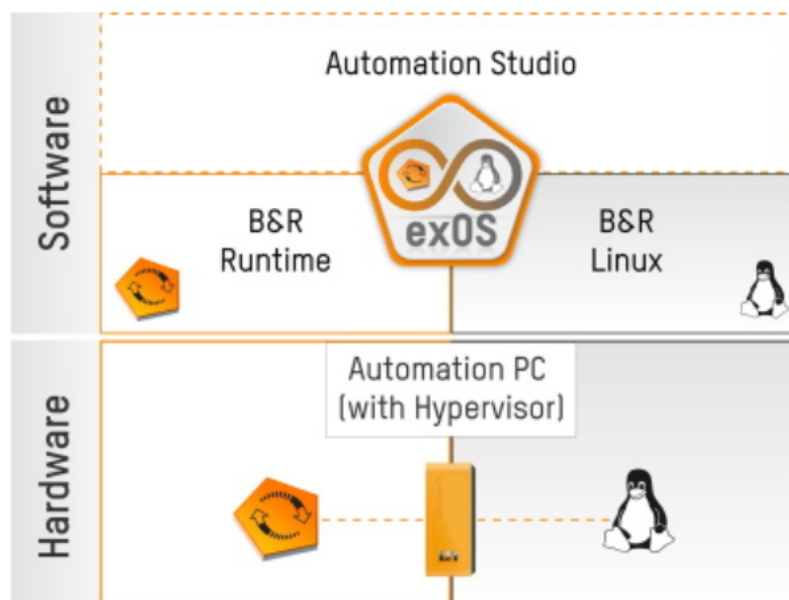 Software
Automation Studio
exOS
B&R
Runtime
B&R
Linux
Hardware
Automation PC
(with Hypervisor)